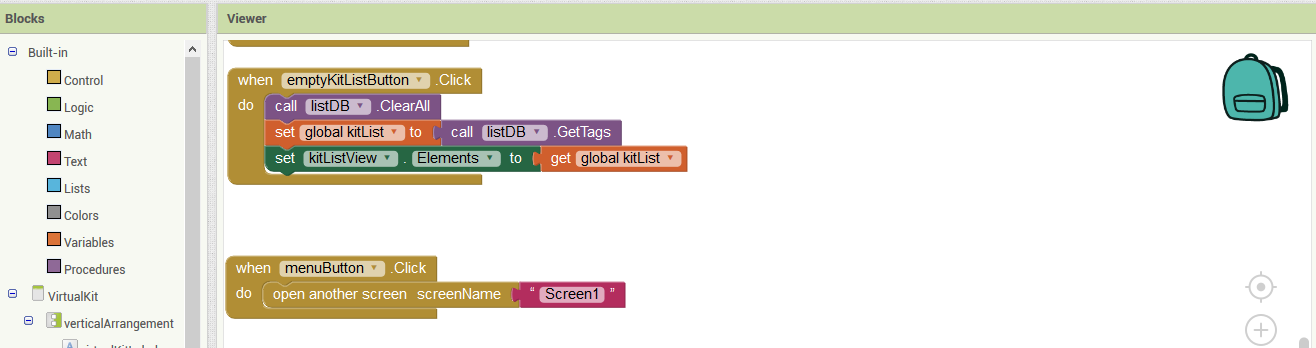 Blocks
Viewer
Built-in
Control
Logic
Math
Text
Lists
Colors
Variables
Procedures
VirtualKit
verticalArrangement
when emptyKitListButton .Click
do call listDB .ClearAll
set global kitList to call listDB .GetTags
set kitListView . Elements to get global kitList
when menuButton .Click
do open another screen screenName “ Screen1 ”